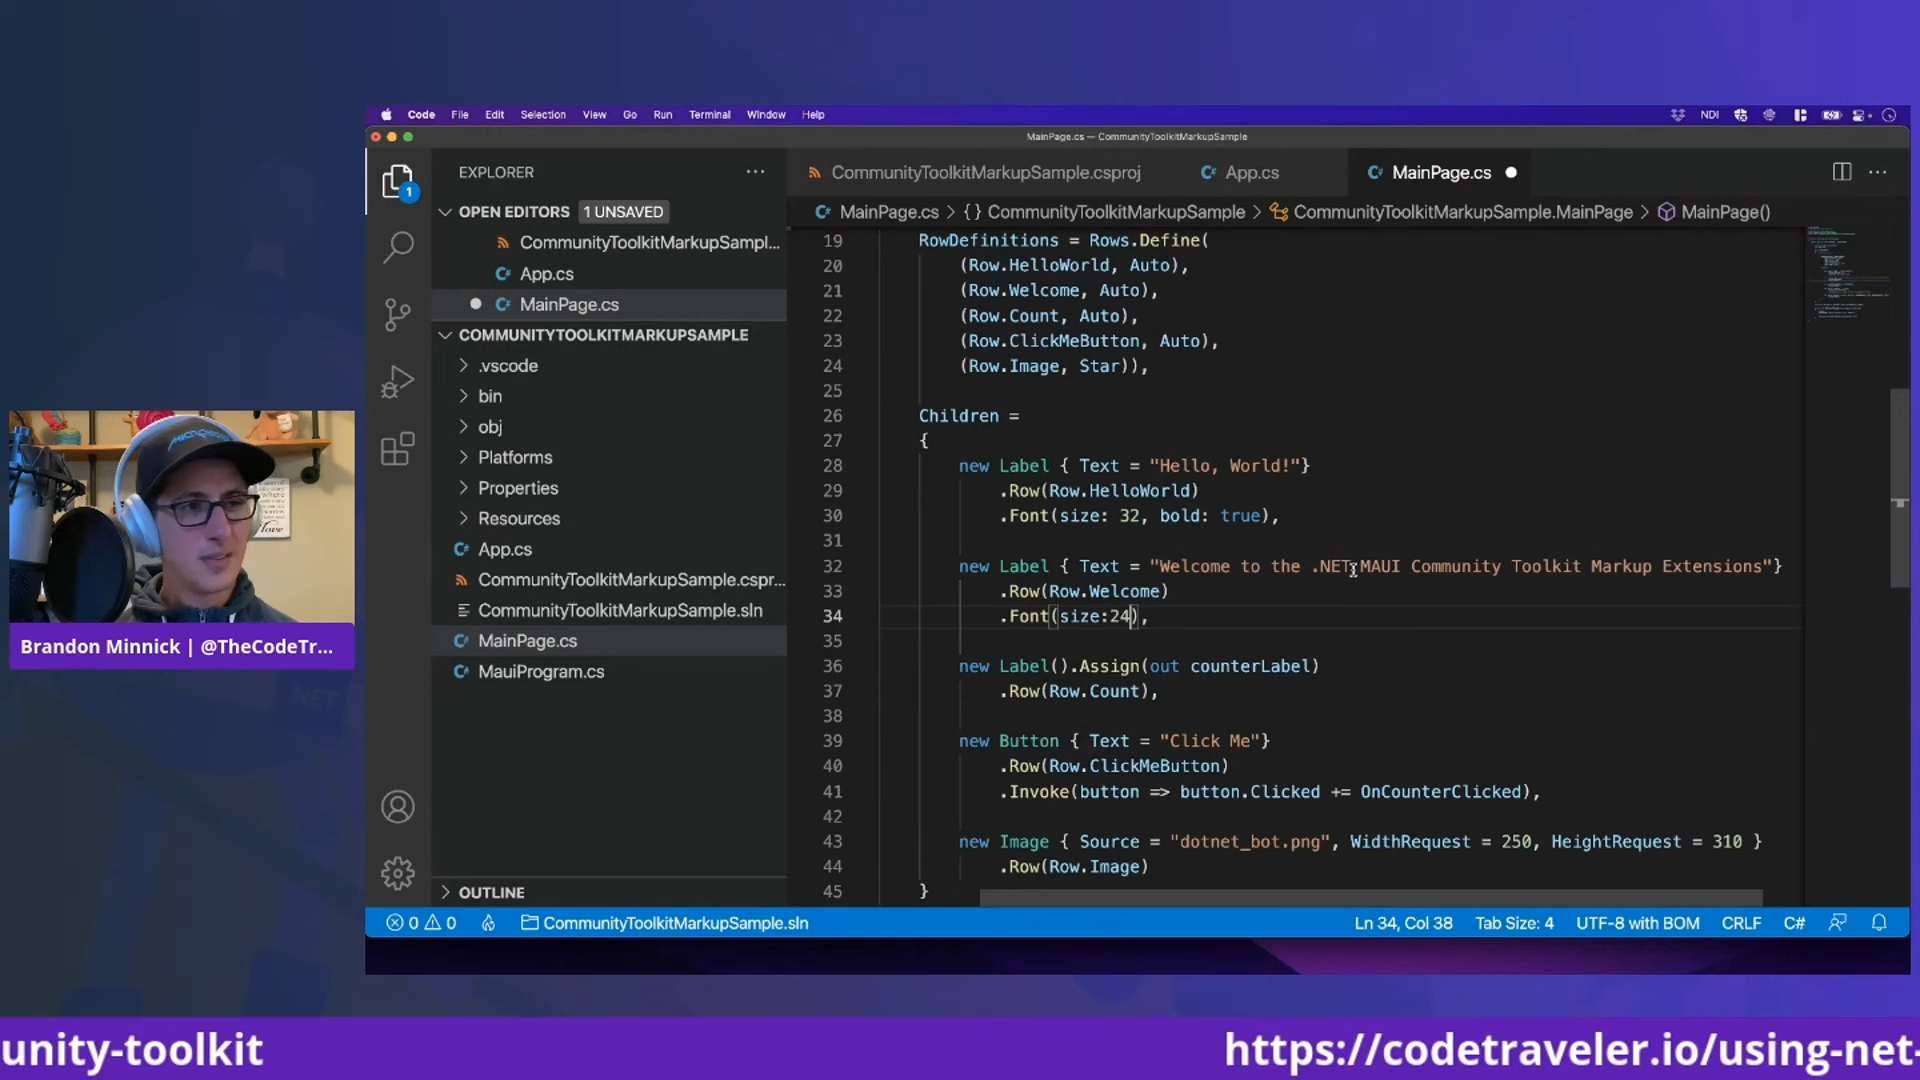 Code File Edit Selection View Go Run Terminal Window Help
NDI
MainPage.cs — CommunityToolkitMarkupSample
EXPLORER
CommunityToolkitMarkupSample.csproj
App.cs
MainPage.cs
1
OPEN EDITORS 1 UNSAVED
MainPage.cs > {} CommunityToolkitMarkupSample > CommunityToolkitMarkupSample.MainPage > MainPage()
CommunityToolkitMarkupSampl...
App.cs
MainPage.cs
COMMUNITYTOOLKITMARKUPSAMPLE
.vscode
bin
obj
Platforms
Properties
Resources
App.cs
CommunityToolkitMarkupSample.cspr...
CommunityToolkitMarkupSample.sln
MainPage.cs
MauiProgram.cs
OUTLINE
19 RowDefinitions = Rows.Define(
20 (Row.HelloWorld, Auto),
21 (Row.Welcome, Auto),
22 (Row.Count, Auto),
23 (Row.ClickMeButton, Auto),
24 (Row.Image, Star)),
25
26 Children =
27 {
28 new Label { Text = "Hello, World!"}
29 .Row(Row.HelloWorld)
30 .Font(size: 32, bold: true),
31
32 new Label { Text = "Welcome to the .NET MAUI Community Toolkit Markup Extensions"}
33 .Row(Row.Welcome)
34 .Font(size:24),
35
36 new Label().Assign(out counterLabel)
37 .Row(Row.Count),
38
39 new Button { Text = "Click Me"}
40 .Row(Row.ClickMeButton)
41 .Invoke(button => button.Clicked += OnCounterClicked),
42
43 new Image { Source = "dotnet_bot.png", WidthRequest = 250, HeightRequest = 310 }
44 .Row(Row.Image)
45 }
0 0 CommunityToolkitMarkupSample.sln Ln 34, Col 38 Tab Size: 4 UTF-8 with BOM CRLF C#
Brandon Minnick | @TheCodeTr...
unity-toolkit https://codetraveler.io/using-net-